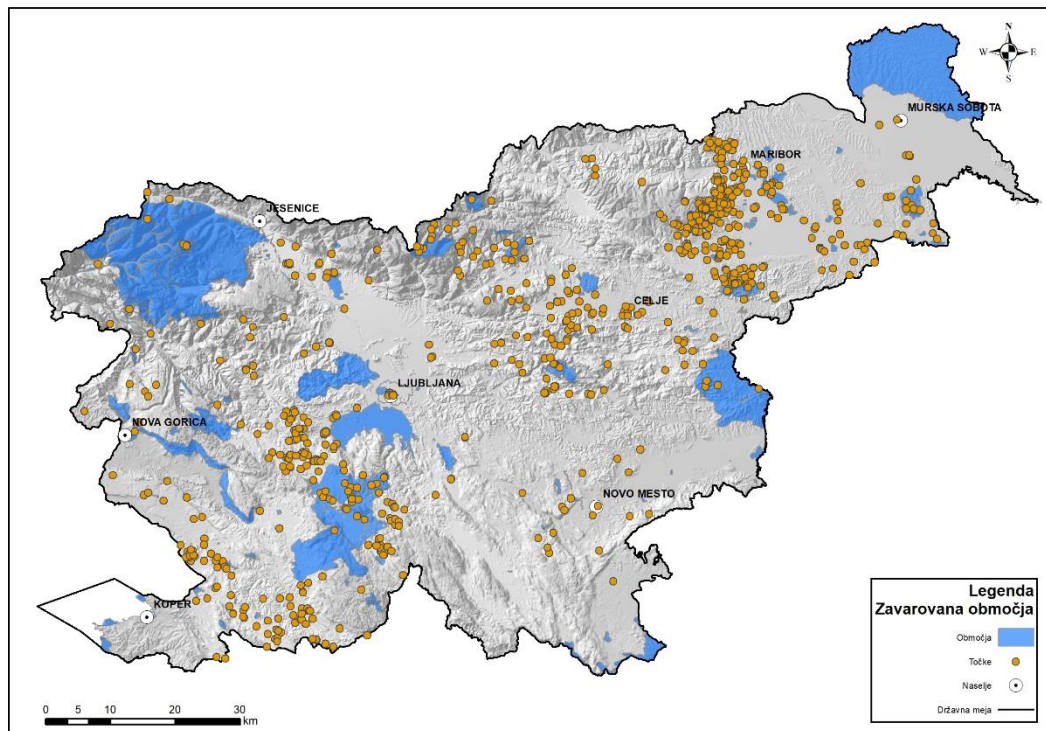 N
W E
S
MURSKA SOBOTA
MARIBOR
JESENICE
CELJE
LJUBLJANA
NOVA GORICA
NOVO MESTO
KOPER
Legenda
Zavarovana območja
Območja
Točke
Naselje
Državna meja
0 5 10 20 30
km